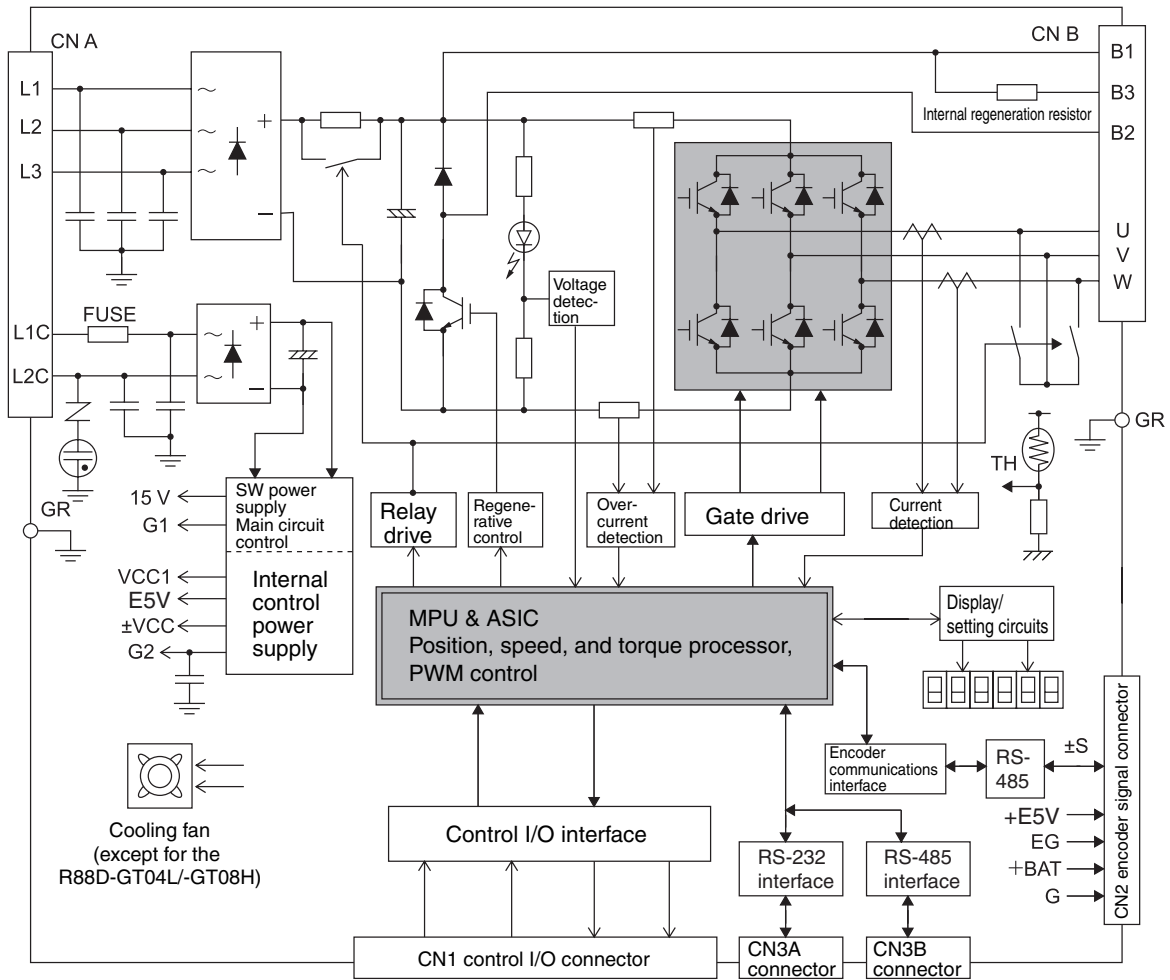 CN A
CN B
L1
L2
L3
B1
B3
B2
Internal regeneration resistor
~
~
~
+
−
U
V
W
Voltage
detec-
tion
L1C
L2C
FUSE
~
~
+
−
GR
GR
TH
15 V
G1
SW power
supply
Main circuit
control
VCC1
E5V
±VCC
G2
Internal
control
power
supply
Relay
drive
Regene-
rative
control
Over-
current
detection
Gate drive
Current
detection
MPU & ASIC
Position, speed, and torque processor,
PWM control
Display/
setting circuits
Encoder
communications
interface
RS-
485
±S
+E5V
EG
+BAT
G
CN2 encoder signal connector
Cooling fan
(except for the
R88D-GT04L/-GT08H)
Control I/O interface
RS-232
interface
RS-485
interface
CN1 control I/O connector
CN3A
connector
CN3B
connector